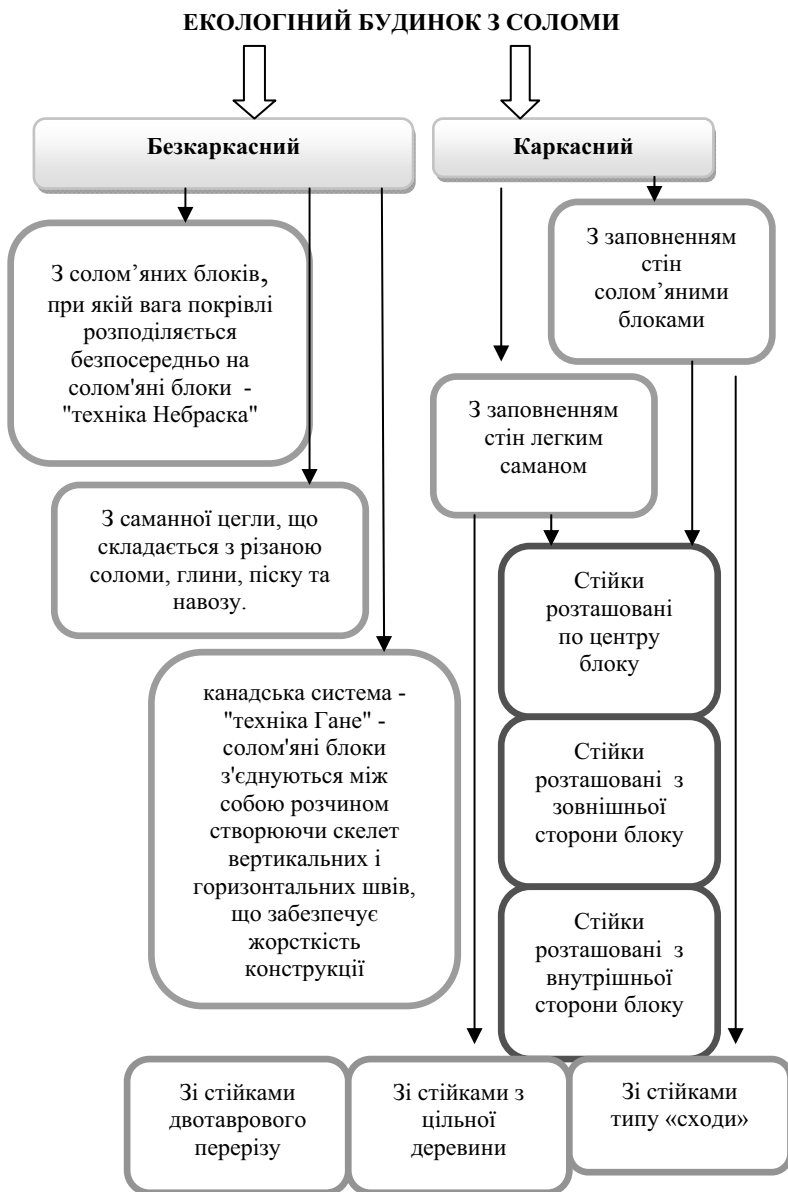 ЕКОЛОГІНИЙ БУДИНОК З СОЛОМИ
Безкаркасний
Каркасний
З солом’яних блоків,
при якій вага покрівлі
розподіляється
безпосередньо на
солом'яні блоки -
"техніка Небраска"
З заповненням
стін
солом’яними
блоками
З заповненням
стін легким
саманом
З саманної цегли, що
складається з різаною
соломи, глини, піску та
навозу.
Стійки
розташовані
по центру
блоку
канадська система -
"техніка Гане" -
солом'яні блоки
з'єднуються між
собою розчином
створюючи скелет
вертикальних і
горизонтальних швів,
що забезпечує
жорсткість
конструкції
Стійки
розташовані з
зовнішньої
сторони блоку
Стійки
розташовані з
внутрішньої
сторони блоку
Зі стійками
двотаврового
перерізу
Зі стійками з
цільної
деревини
Зі стійками
типу «сходи»